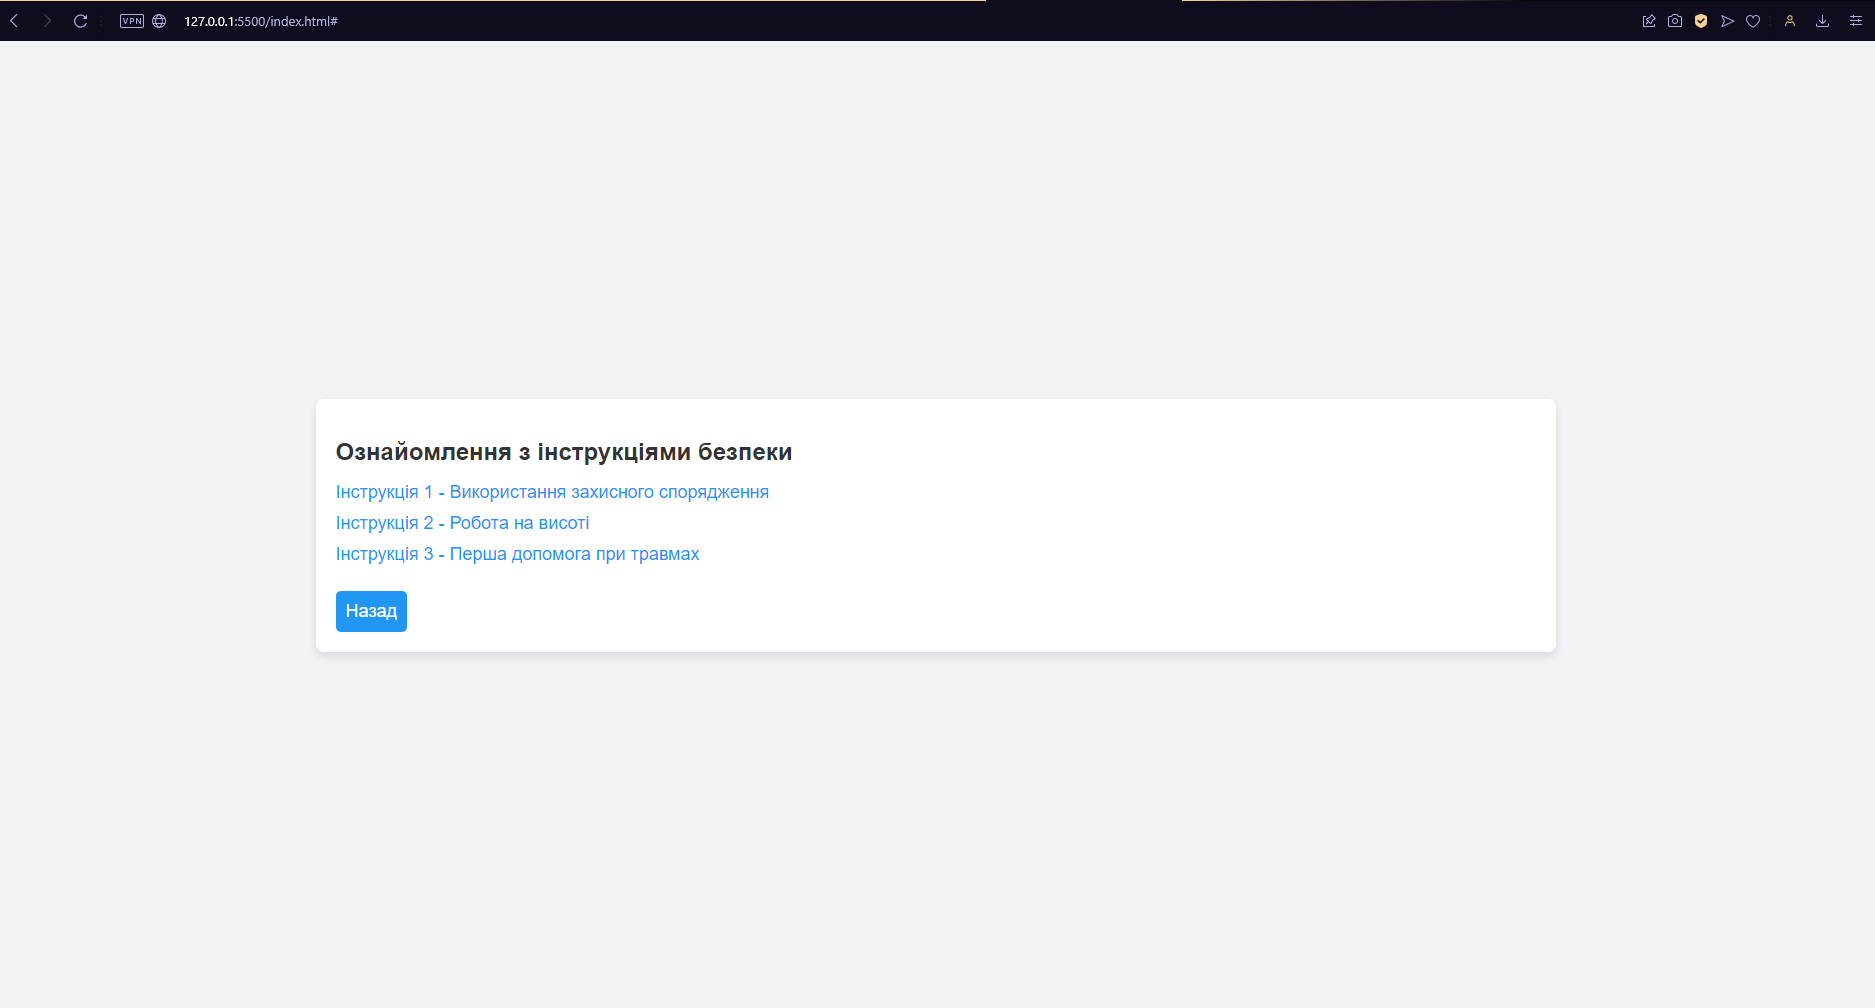 VPN
127.0.0.1:5500/index.html#
Ознайомлення з інструкціями безпеки
Інструкція 1 - Використання захисного спорядження
Інструкція 2 - Робота на висоті
Інструкція 3 - Перша допомога при травмах
Назад